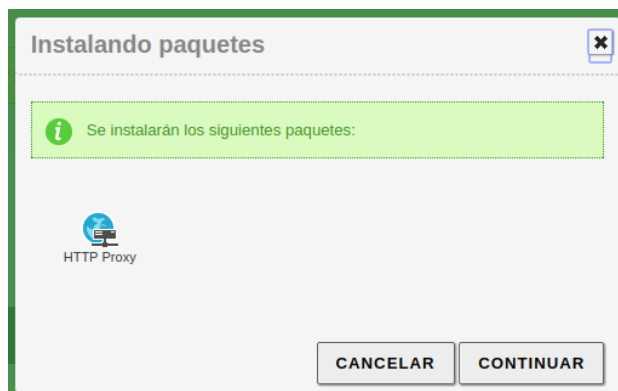 Instalando paquetes
Se instalarán los siguientes paquetes:
HTTP Proxy
CANCELAR
CONTINUAR